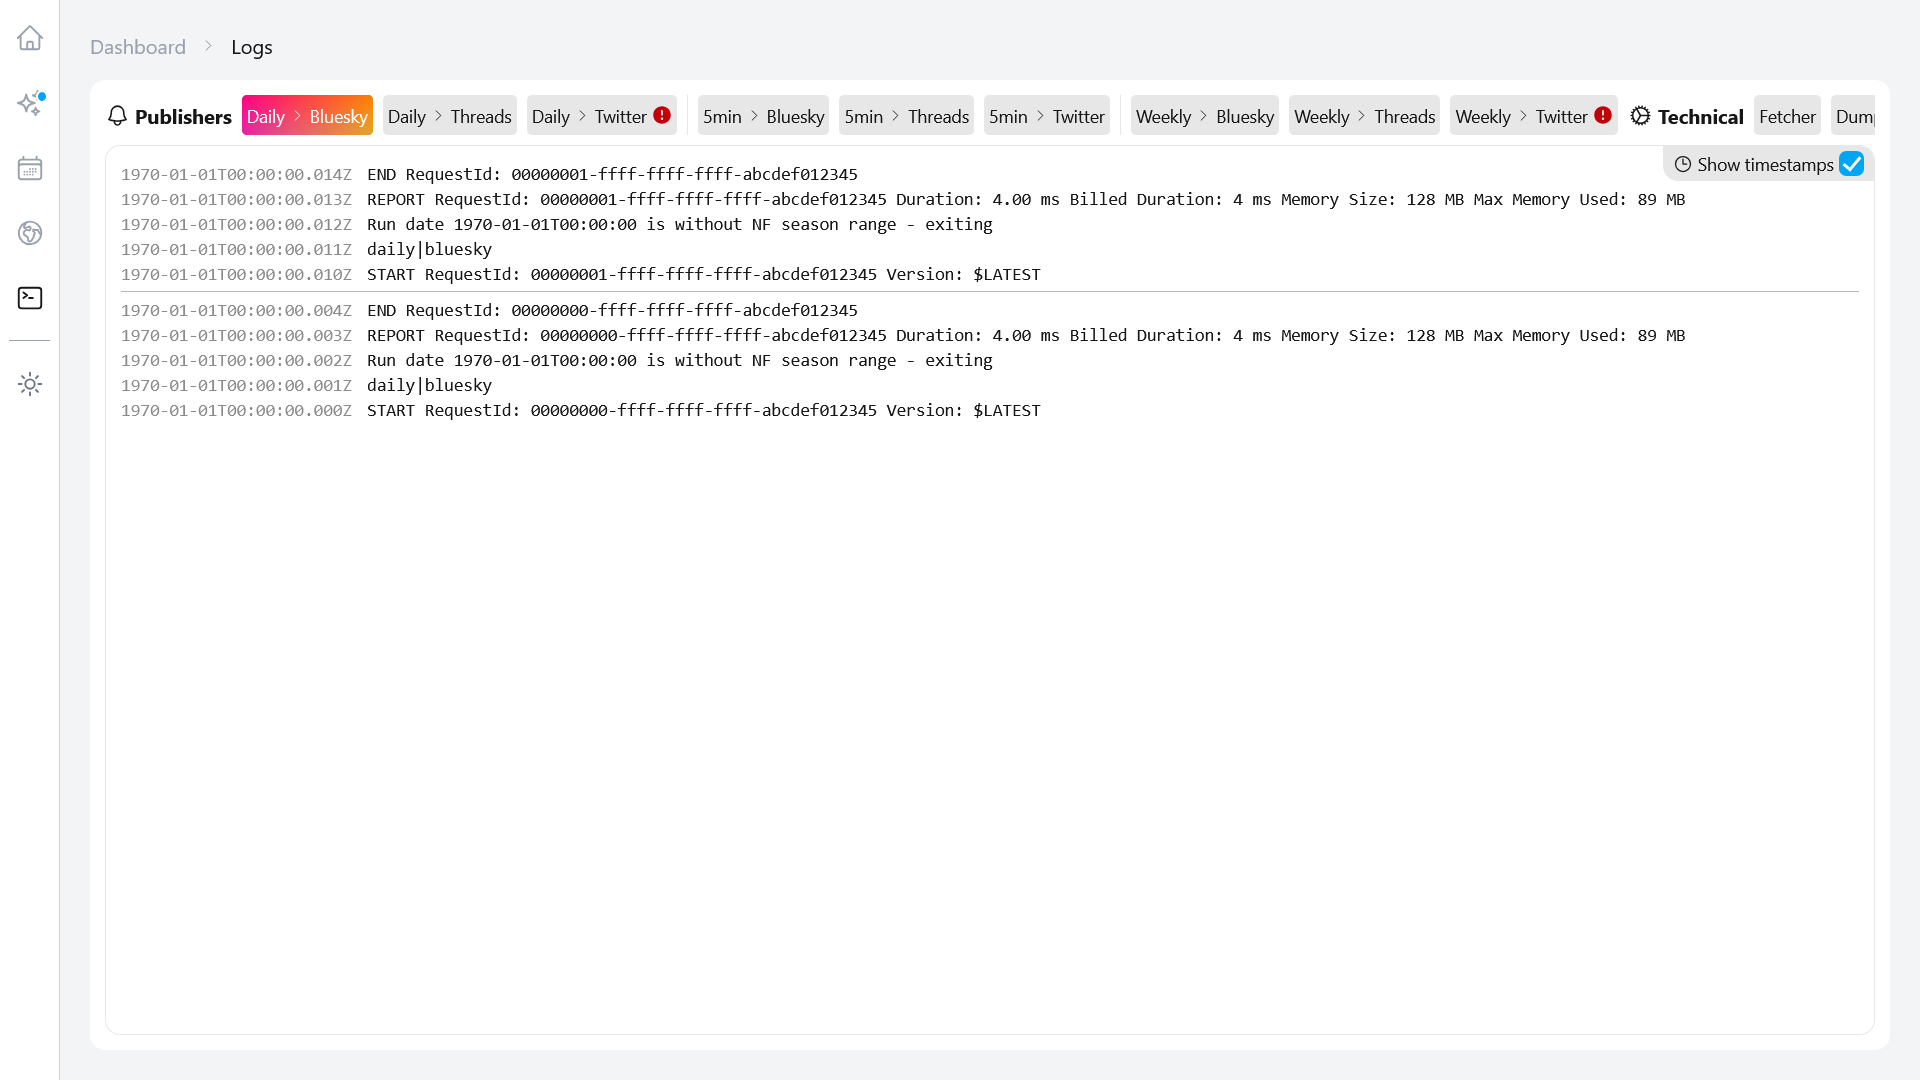 Dashboard > Logs
Publishers Daily > Bluesky Daily > Threads Daily > Twitter 5min > Bluesky 5min > Threads 5min > Twitter Weekly > Bluesky Weekly > Threads Weekly > Twitter Technical Fetcher
Show timestamps
1970-01-01T00:00:00.014Z END RequestId: 00000001-ffff-ffff-ffff-abcdef012345
1970-01-01T00:00:00.013Z REPORT RequestId: 00000001-ffff-ffff-ffff-abcdef012345 Duration: 4.00 ms Billed Duration: 4 ms Memory Size: 128 MB Max Memory Used: 89 MB
1970-01-01T00:00:00.012Z Run date 1970-01-01T00:00:00 is without NF season range - exiting
1970-01-01T00:00:00.011Z daily|bluesky
1970-01-01T00:00:00.010Z START RequestId: 00000001-ffff-ffff-ffff-abcdef012345 Version: $LATEST
1970-01-01T00:00:00.004Z END RequestId: 00000000-ffff-ffff-ffff-abcdef012345
1970-01-01T00:00:00.003Z REPORT RequestId: 00000000-ffff-ffff-ffff-abcdef012345 Duration: 4.00 ms Billed Duration: 4 ms Memory Size: 128 MB Max Memory Used: 89 MB
1970-01-01T00:00:00.002Z Run date 1970-01-01T00:00:00 is without NF season range - exiting
1970-01-01T00:00:00.001Z daily|bluesky
1970-01-01T00:00:00.000Z START RequestId: 00000000-ffff-ffff-ffff-abcdef012345 Version: $LATEST